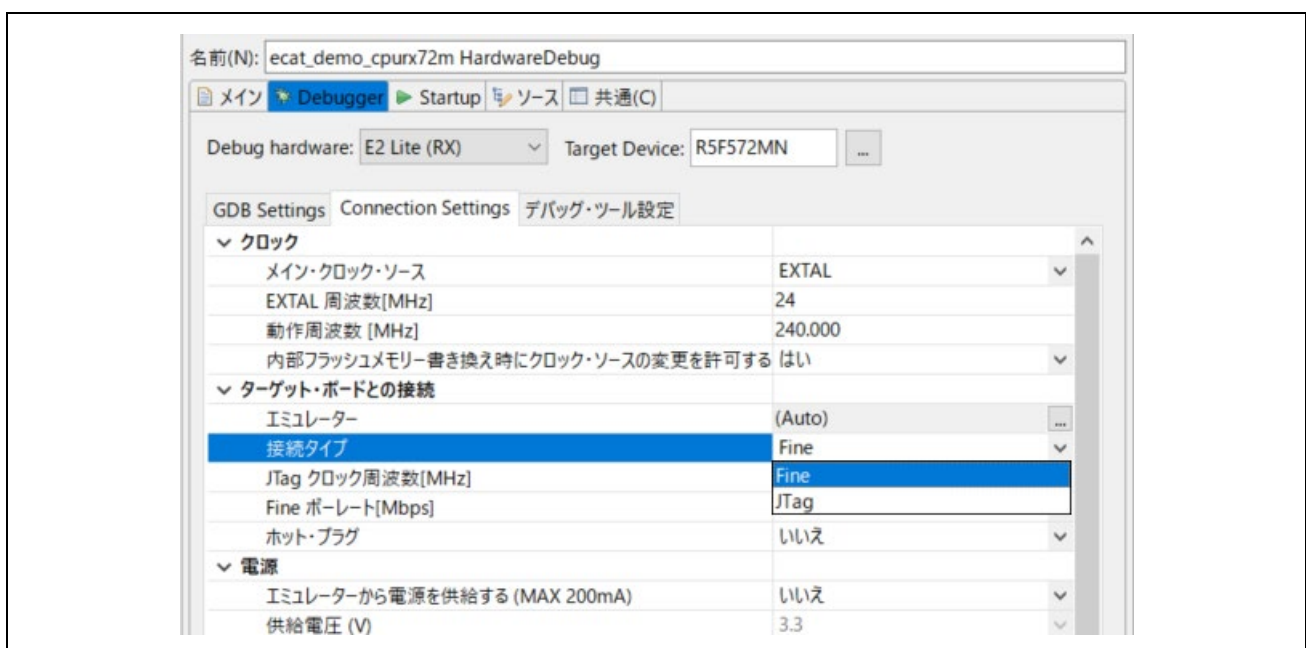 名前(N): ecat_demo_cpurx72m HardwareDebug
メイン Debugger Startup ソース 共通(C)
Debug hardware: E2 Lite (RX) Target Device: R5F572MN ...
GDB Settings Connection Settings デバッグ・ツール設定
クロック
メイン・クロック・ソース EXTAL
EXTAL 周波数[MHz] 24
動作周波数 [MHz] 240.000
内部フラッシュメモリー書き換え時にクロック・ソースの変更を許可する はい
ターゲット・ボードとの接続
エミュレーター (Auto) ...
接続タイプ Fine
JTag クロック周波数[MHz] Fine
Fine ボーレート[Mbps] JTag
ホット・プラグ いいえ
電源
エミュレーターから電源を供給する (MAX 200mA) いいえ
供給電圧 (V) 3.3